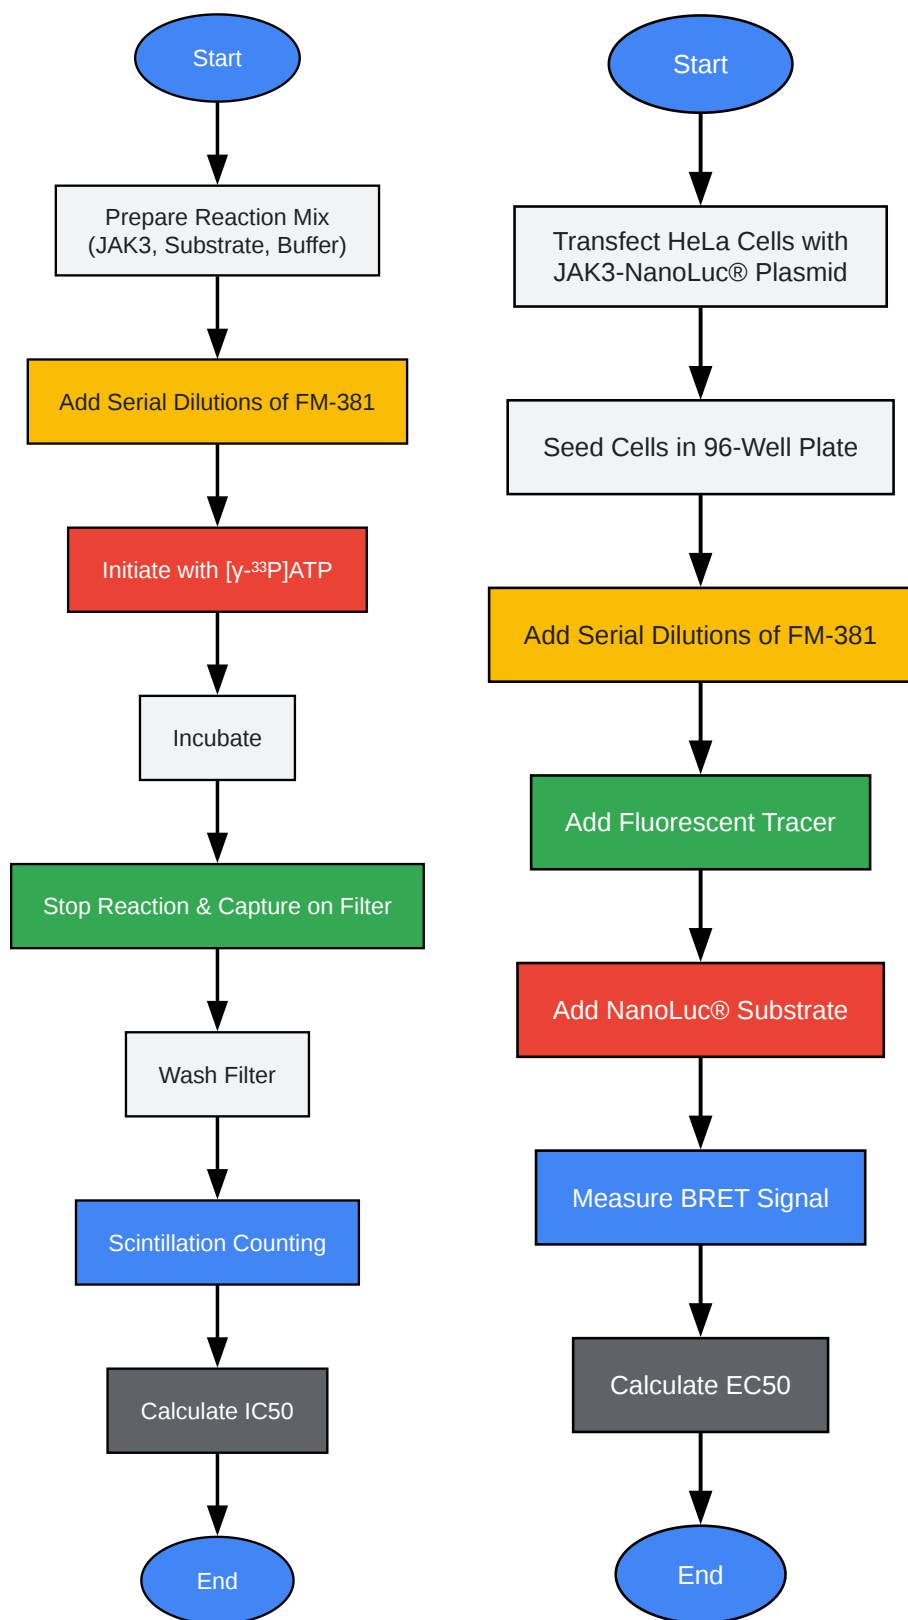 Start
Prepare Reaction Mix
(JAK3, Substrate, Buffer)
Add Serial Dilutions of FM-381
Initiate with [γ-³³P]ATP
Incubate
Stop Reaction & Capture on Filter
Wash Filter
Scintillation Counting
Calculate IC50
End
Start
Transfect HeLa Cells with
JAK3-NanoLuc® Plasmid
Seed Cells in 96-Well Plate
Add Serial Dilutions of FM-381
Add Fluorescent Tracer
Add NanoLuc® Substrate
Measure BRET Signal
Calculate EC50
End